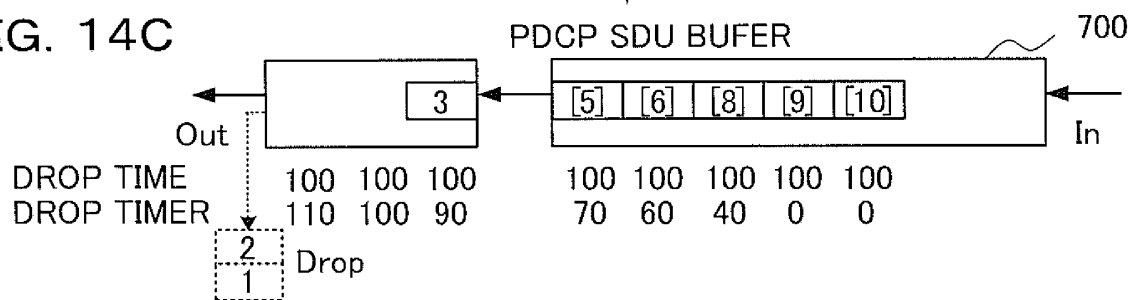 EG. 14C
PDCP SDU BUFER 700
3 [5] [6] [8] [9] [10]
Out In
DROP TIME 100 100 100 100 100 100 100 100
DROP TIMER 110 100 90 70 60 40 0 0
2 Drop
1